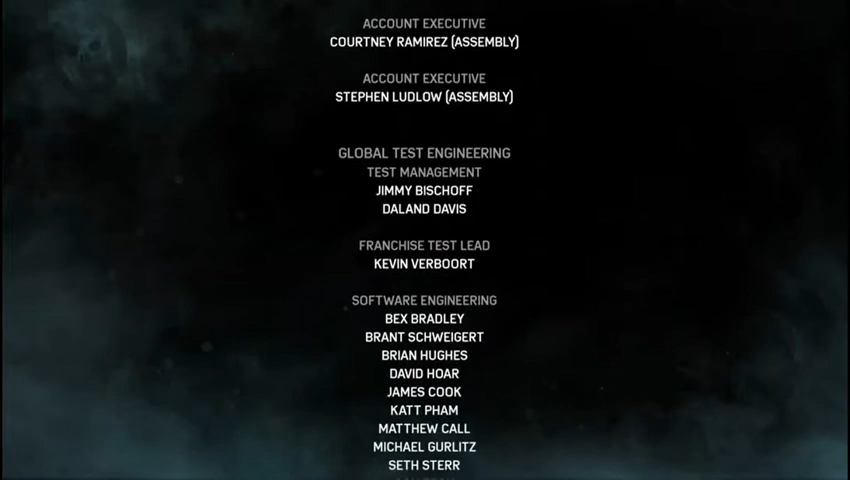 ACCOUNT EXECUTIVE
COURTNEY RAMIREZ (ASSEMBLY)
ACCOUNT EXECUTIVE
STEPHEN LUDLOW (ASSEMBLY)
GLOBAL TEST ENGINEERING
TEST MANAGEMENT
JIMMY BISCHOFF
DALAND DAVIS
FRANCHISE TEST LEAD
KEVIN VERBOORT
SOFTWARE ENGINEERING
BEX BRADLEY
BRANT SCHWEIGERT
BRIAN HUGHES
DAVID HOAR
JAMES COOK
KATT PHAM
MATTHEW CALL
MICHAEL GURLITZ
SETH STERR